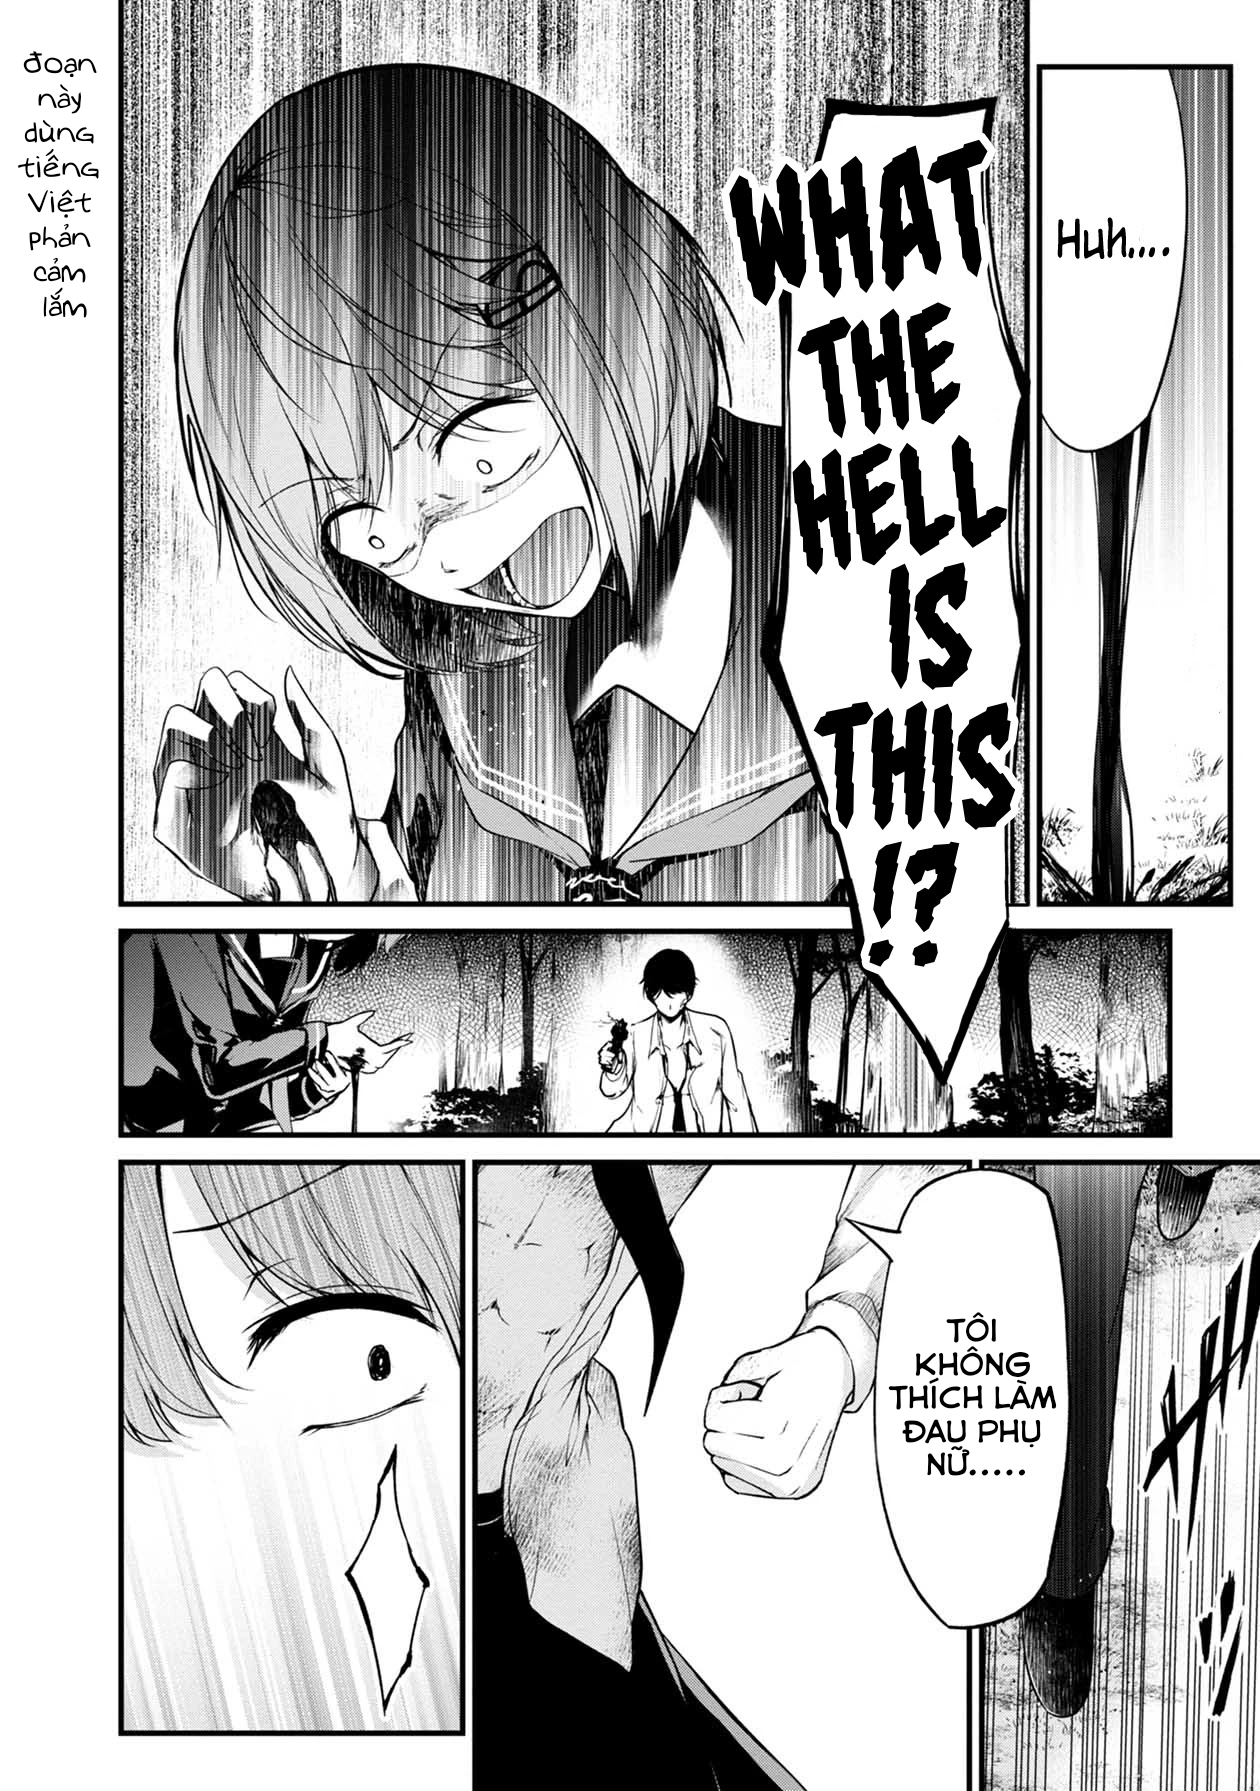 Huh....
WHAT
THE
HELL
IS
THIS
!?
đoạn
này
dùng
tiếng
Việt
phản
cảm
lắm
TÔI
KHÔNG
THÍCH LÀM
ĐAU PHỤ
NỮ.....